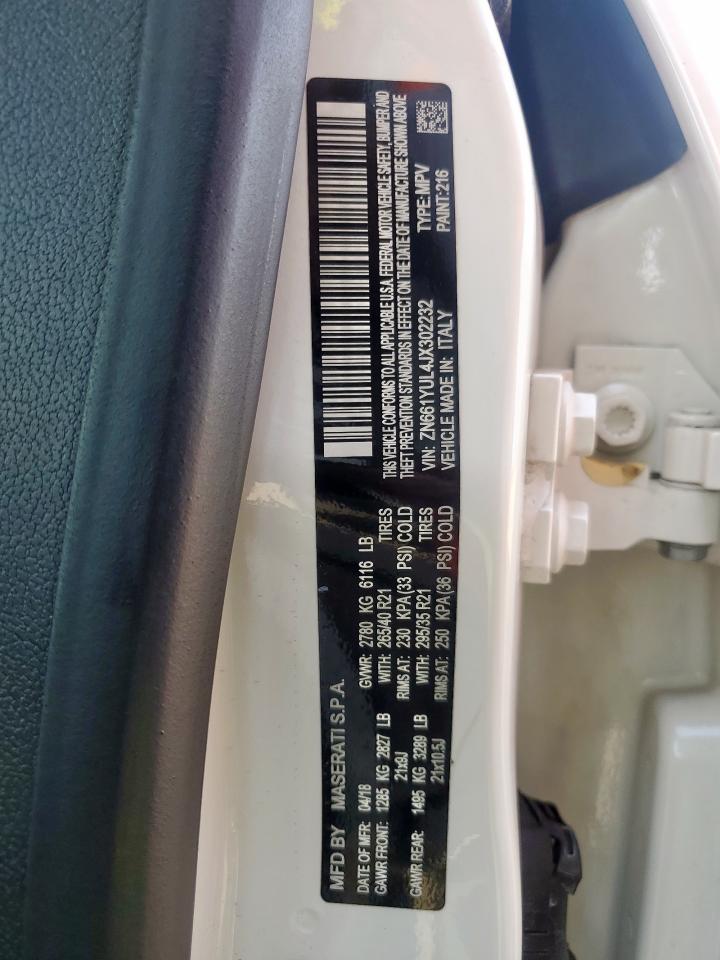 MFD BY MASERATI S.P.A.
DATE OF MFR: 04/18 GVWR: 2780 KG 6116 LB
GAWR FRONT: 1285 KG 2827 LB WITH: 265/40 R21 TIRES
21x9J RIMS AT: 230 KPA (33 PSI) COLD
GAWR REAR: 1495 KG 3289 LB WITH: 295/35 R21 TIRES
21x10.5J RIMS AT: 250 KPA (36 PSI) COLD
THIS VEHICLE CONFORMS TO ALL APPLICABLE U.S.A. FEDERAL MOTOR VEHICLE SAFETY, BUMPER AND
THEFT PREVENTION STANDARDS IN EFFECT ON THE DATE OF MANUFACTURE SHOWN ABOVE
VIN: ZN661YUL4JX302232 TYPE: MPV
VEHICLE MADE IN: ITALY PAINT: 216